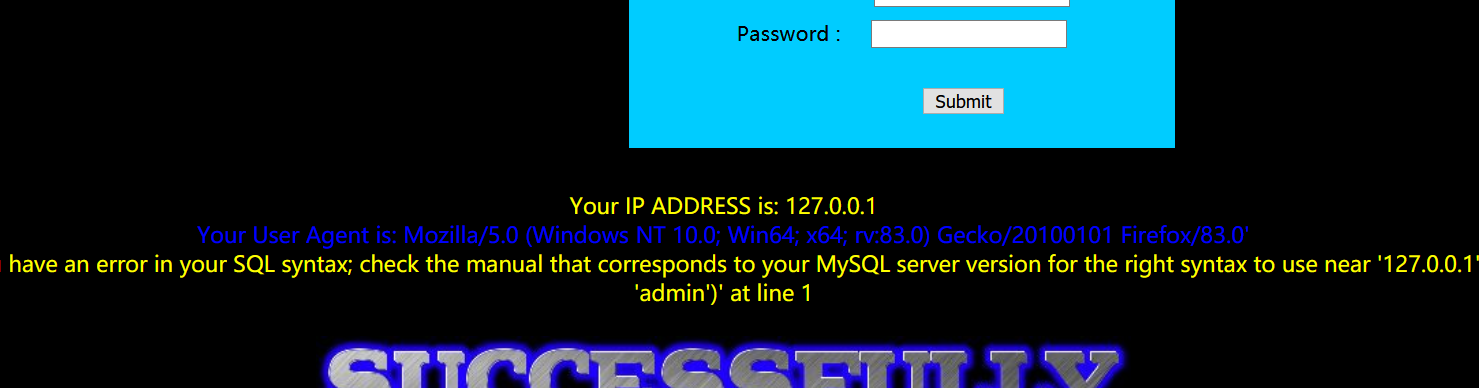 Password :
Submit
Your IP ADDRESS is: 127.0.0.1
Your User Agent is: Mozilla/5.0 (Windows NT 10.0; Win64; x64; rv:83.0) Gecko/20100101 Firefox/83.0'
have an error in your SQL syntax; check the manual that corresponds to your MySQL server version for the right syntax to use near '127.0.0.1'
'admin')' at line 1
SUCCESSFULLY